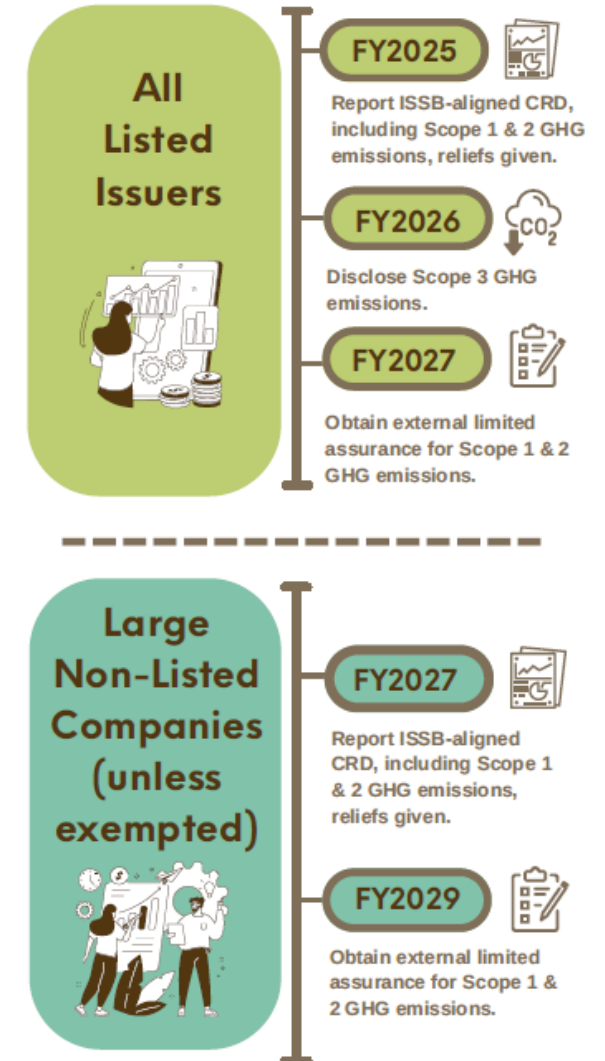 All
Listed
Issuers
FY2025
Report ISSB-aligned CRD,
including Scope 1 & 2 GHG
emissions, reliefs given.
FY2026
CO2
Disclose Scope 3 GHG
emissions.
FY2027
Obtain external limited
assurance for Scope 1 & 2
GHG emissions.
Large
Non-Listed
Companies
(unless
exempted)
FY2027
Report ISSB-aligned
CRD, including Scope 1
& 2 GHG emissions,
reliefs given.
FY2029
Obtain external limited
assurance for Scope 1 &
2 GHG emissions.